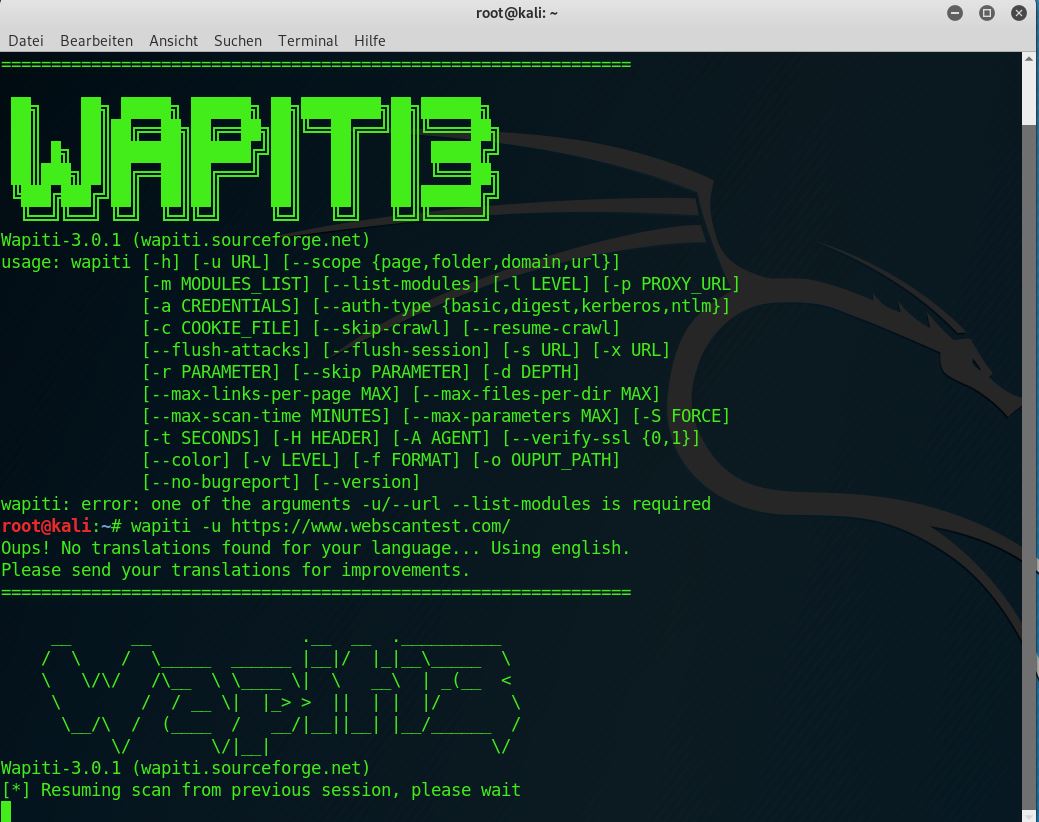 root@kali: ~
Datei Bearbeiten Ansicht Suchen Terminal Hilfe
===============================================================
WAPITI3
Wapiti-3.0.1 (wapiti.sourceforge.net)
usage: wapiti [-h] [-u URL] [--scope {page,folder,domain,url}]
[-m MODULES_LIST] [--list-modules] [-l LEVEL] [-p PROXY_URL]
[-a CREDENTIALS] [--auth-type {basic,digest,kerberos,ntlm}]
[-c COOKIE_FILE] [--skip-crawl] [--resume-crawl]
[--flush-attacks] [--flush-session] [-s URL] [-x URL]
[-r PARAMETER] [--skip PARAMETER] [-d DEPTH]
[--max-links-per-page MAX] [--max-files-per-dir MAX]
[--max-scan-time MINUTES] [--max-parameters MAX] [-S FORCE]
[-t SECONDS] [-H HEADER] [-A AGENT] [--verify-ssl {0,1}]
[--color] [-v LEVEL] [-f FORMAT] [-o OUPUT_PATH]
[--no-bugreport] [--version]
wapiti: error: one of the arguments -u/--url --list-modules is required
root@kali:~# wapiti -u https://www.webscantest.com/
Oups! No translations found for your language... Using english.
Please send your translations for improvements.
===============================================================
Wapiti3
Wapiti-3.0.1 (wapiti.sourceforge.net)
[*] Resuming scan from previous session, please wait